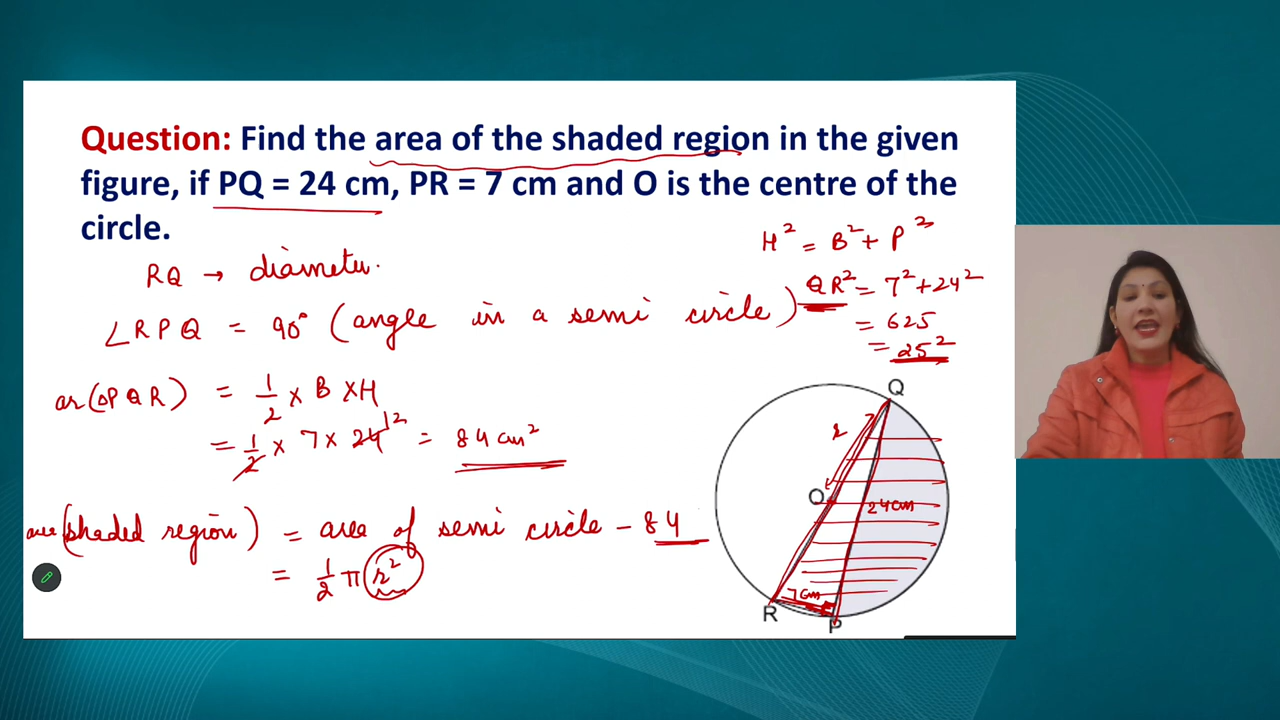 Question: Find the area of the shaded region in the given
figure, if PQ = 24 cm, PR = 7 cm and O is the centre of the
circle.
RQ → diameter.
∠RPQ = 90° (angle in a semi circle)
H² = B² + P²
QR² = 7² + 24²
= 625
= 25²
ar(△PQR) = 1/2 × B × H
= 1/2 × 7 × 24 12 = 84 cm²
area(shaded region) = area of semi circle − 84
= 1/2 π r²
Q
r
O
24cm
7cm
R
P